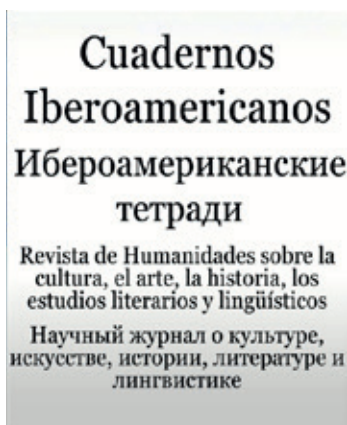 Cuadernos
Iberoamericanos
Ибероамериканские
тетради
Revista de Humanidades sobre la
cultura, el arte, la historia, los
estudios literarios y lingüísticos
Научный журнал о культуре,
искусстве, истории, литературе и
лингвистике